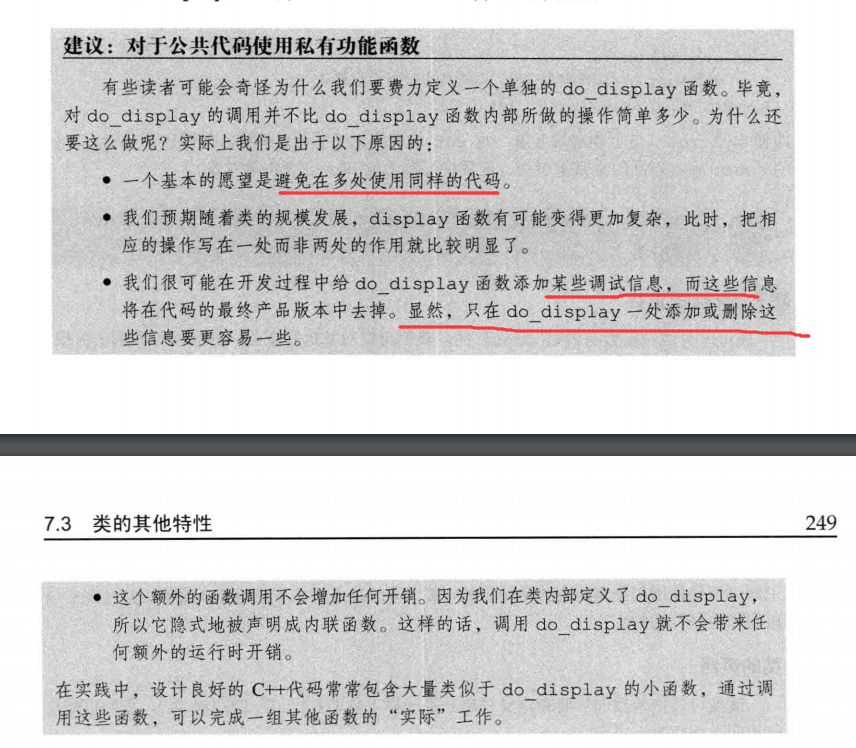 建议：对于公共代码使用私有功能函数
有些读者可能会奇怪为什么我们要费力定义一个单独的 do_display 函数。毕竟，
对 do_display 的调用并不比 do_display 函数内部所做的操作简单多少。为什么还
要这么做呢？实际上我们是出于以下原因的：
• 一个基本的愿望是避免在多处使用同样的代码。
• 我们预期随着类的规模发展，display 函数有可能变得更加复杂，此时，把相
应的操作写在一处而非两处的作用就比较明显了。
• 我们很可能在开发过程中给 do_display 函数添加某些调试信息，而这些信息
将在代码的最终产品版本中去掉。显然，只在 do_display 一处添加或删除这
些信息要更容易一些。
7.3 类的其他特性 249
• 这个额外的函数调用不会增加任何开销。因为我们在类内部定义了 do_display，
所以它隐式地被声明成内联函数。这样的话，调用 do_display 就不会带来任
何额外的运行时开销。
在实践中，设计良好的 C++代码常常包含大量类似于 do_display 的小函数，通过调
用这些函数，可以完成一组其他函数的“实际”工作。